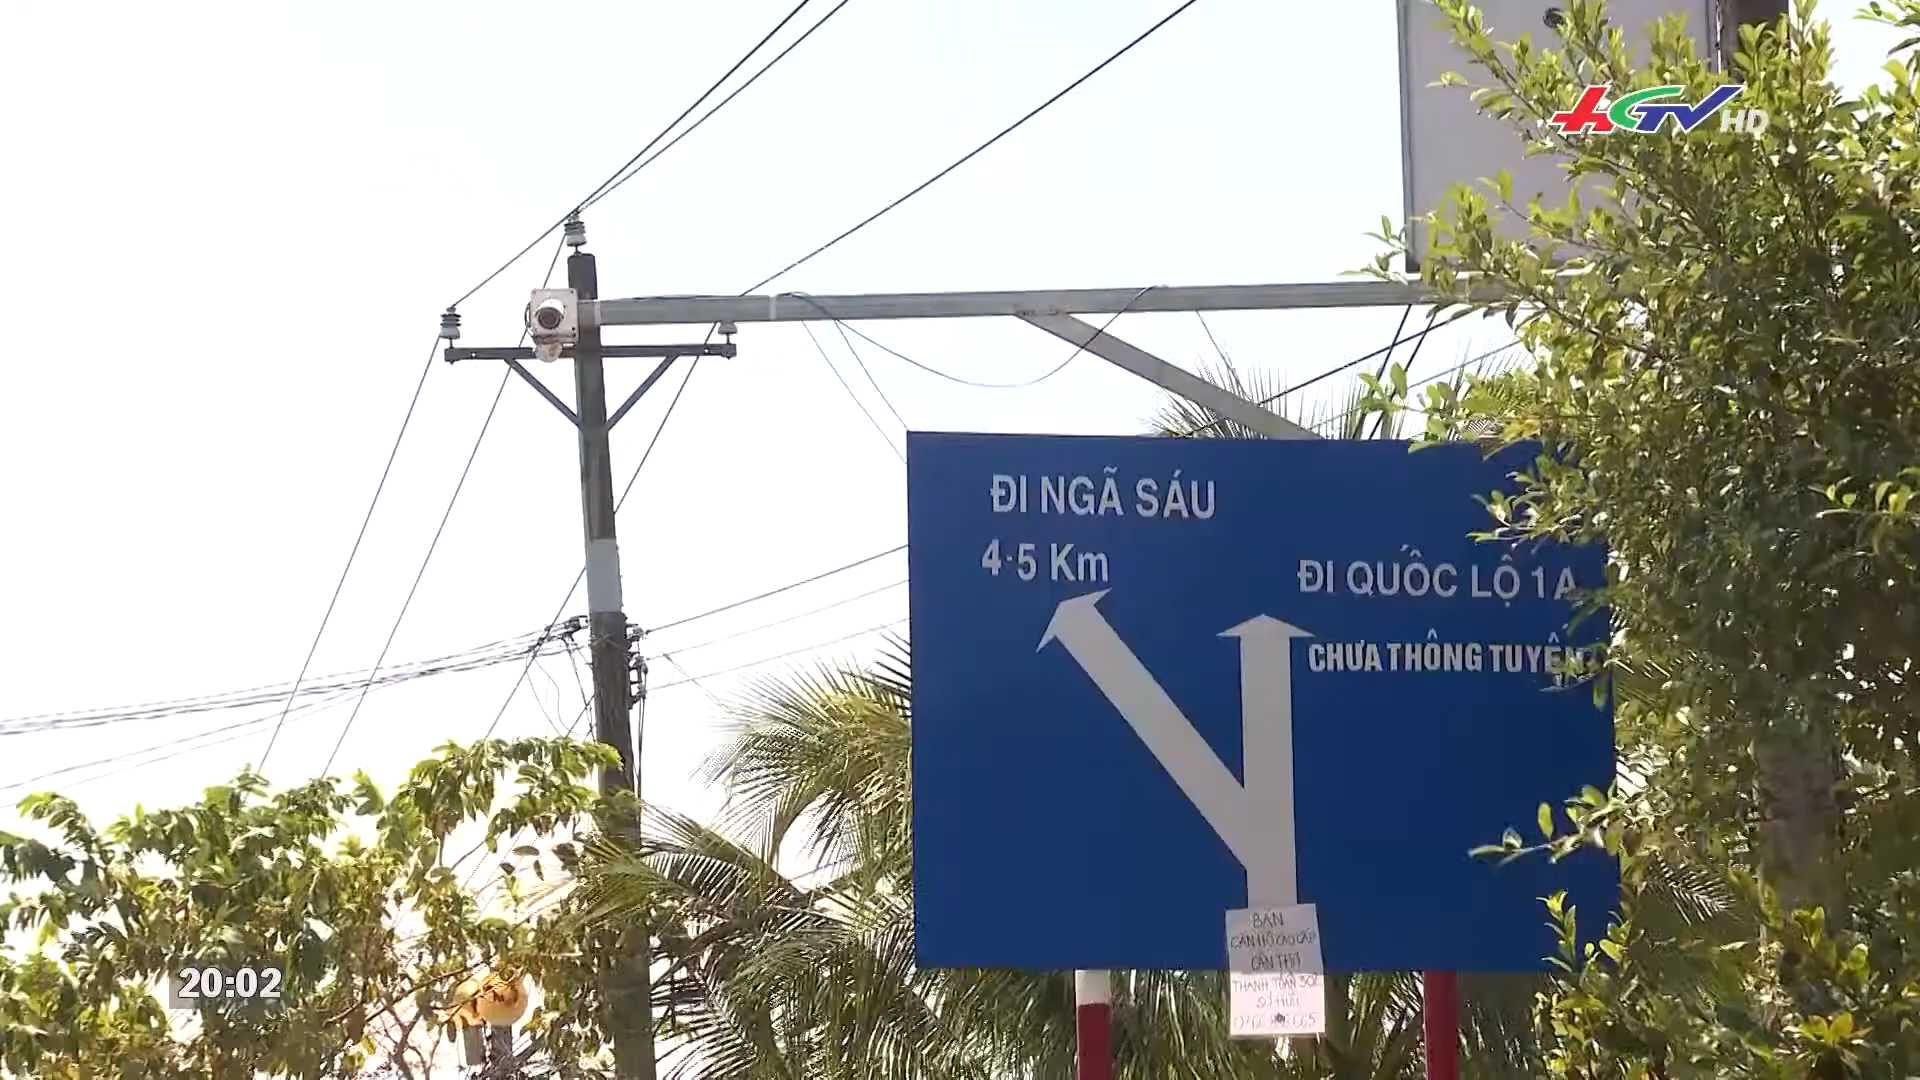 HGTV HD
ĐI NGÃ SÁU
4·5 Km
ĐI QUỐC LỘ 1A
CHƯA THÔNG TUYẾN
BÁN
CĂN HỘ CAO CẤP
CẦN THƠ
THANH TOÁN 30%
SỞ HỮU
20:02